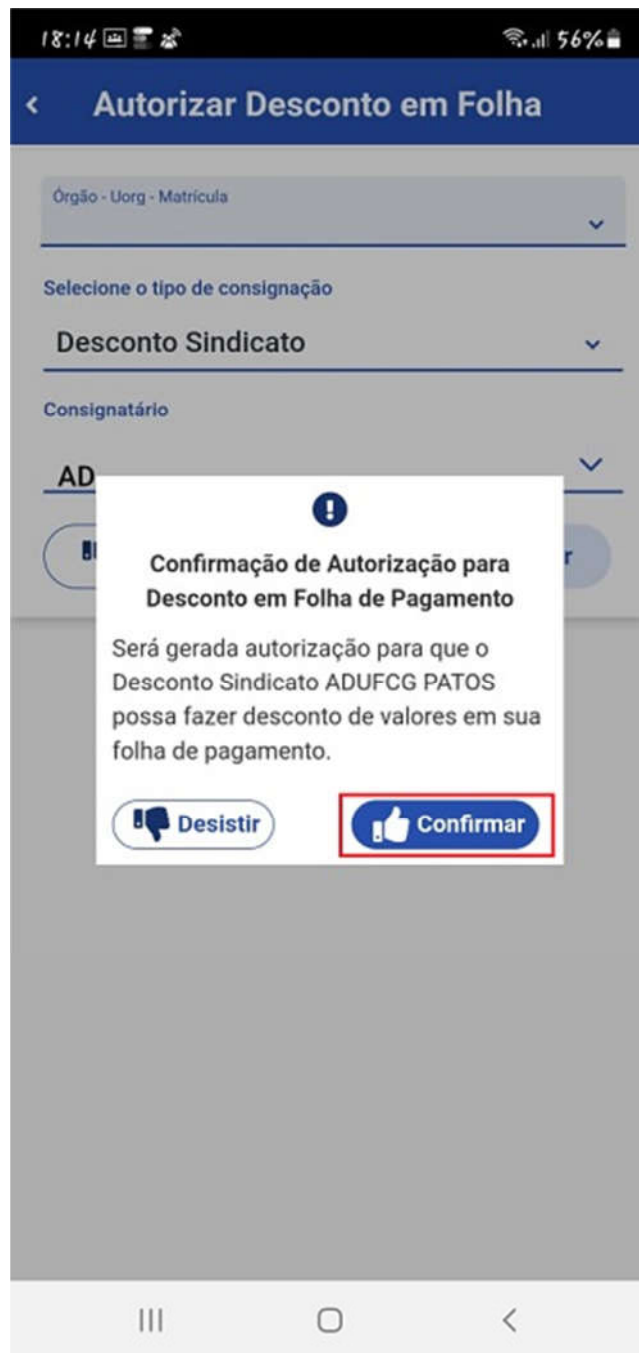 18:14 56%
Autorizar Desconto em Folha
Órgão - Uorg - Matrícula
Selecione o tipo de consignação
Desconto Sindicato
Consignatário
AD
r
Confirmação de Autorização para
Desconto em Folha de Pagamento
Será gerada autorização para que o
Desconto Sindicato ADUFCG PATOS
possa fazer desconto de valores em sua
folha de pagamento.
Desistir Confirmar